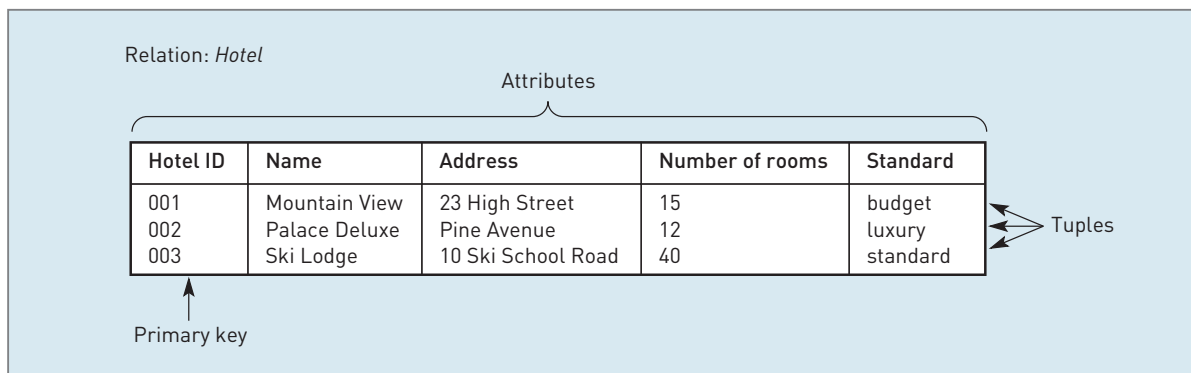 Relation: Hotel
Attributes
Hotel ID Name Address Number of rooms Standard
001 Mountain View 23 High Street 15 budget
002 Palace Deluxe Pine Avenue 12 luxury
003 Ski Lodge 10 Ski School Road 40 standard
Tuples
Primary key